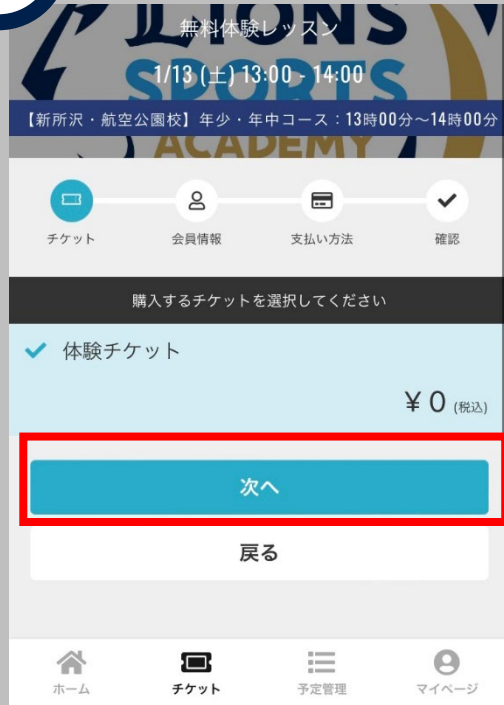 LIONS
SPORTS
ACADEMY
無料体験レッスン
1/13 (土) 13:00 - 14:00
【新所沢・航空公園校】年少・年中コース：13時00分～14時00分
チケット
会員情報
支払い方法
確認
購入するチケットを選択してください
体験チケット
¥ 0 (税込)
次へ
戻る
ホーム
チケット
予定管理
マイページ